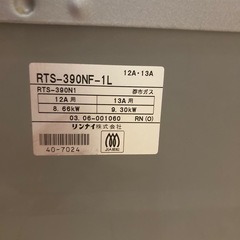 RTS-390NF-1L 12A・13A
RTS-390N1 都市ガス
12A用 13A用
8.66kW 9.30kW
03.06-001060 RN(O)
リンナイ株式会社
40-7024